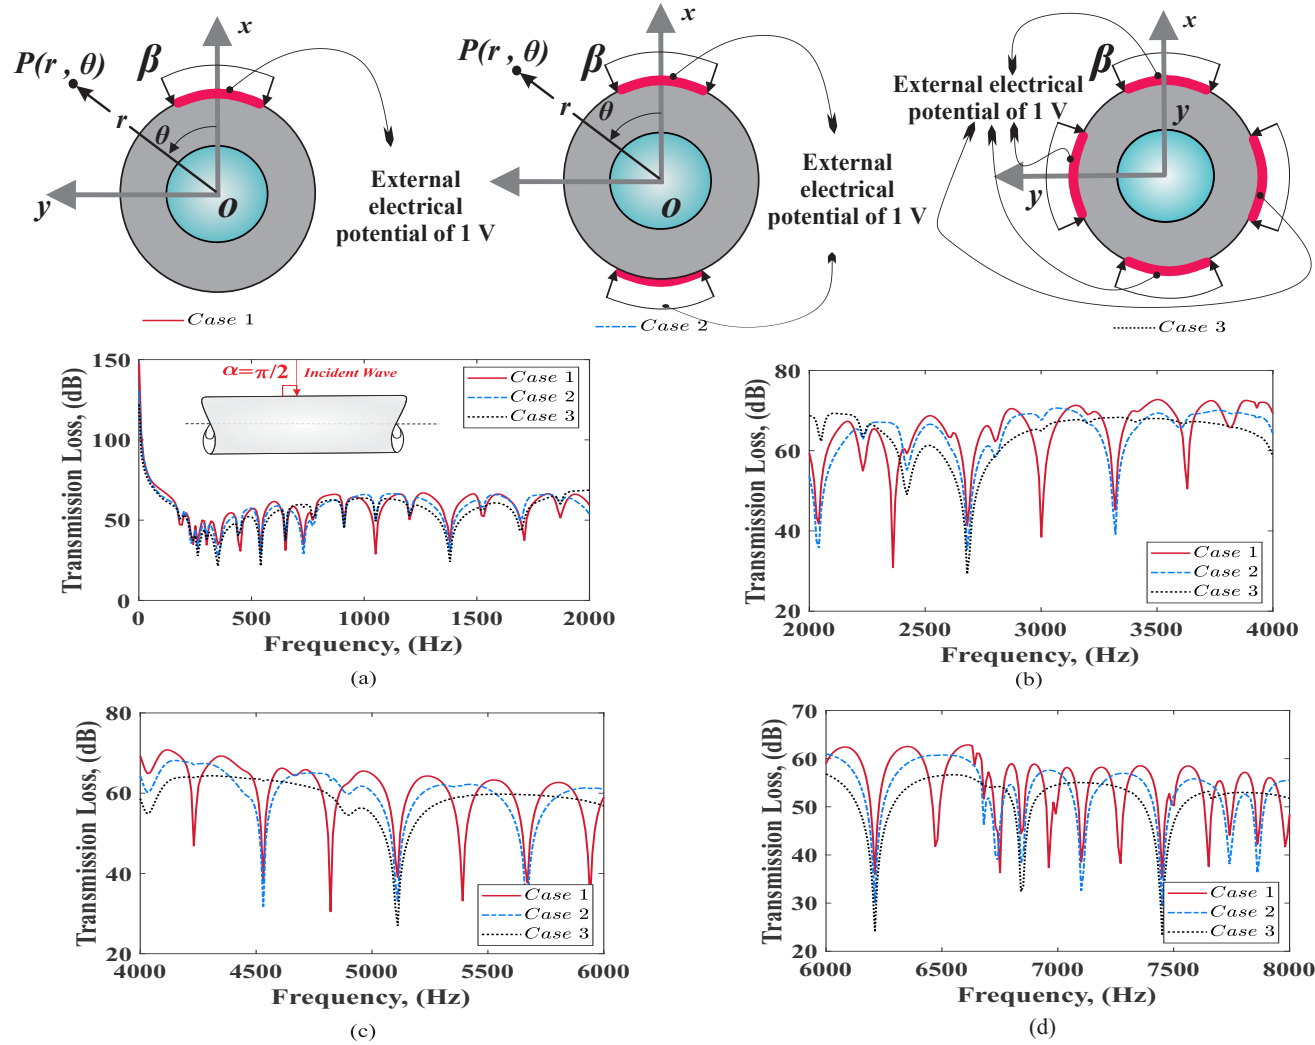 x
P(r , θ)
β
r
θ
y
o
External
electrical
potential of 1 V
Case 1
x
P(r , θ)
β
r
θ
o
External
electrical
potential of 1 V
Case 2
x
External electrical
potential of 1 V
β
y
y
Case 3
Transmission Loss, (dB)
150
100
50
0
α=π/2 Incident Wave
Case 1
Case 2
Case 3
0 500 1000 1500 2000
Frequency, (Hz)
(a)
Transmission Loss, (dB)
80
60
40
20
Case 1
Case 2
Case 3
2000 2500 3000 3500 4000
Frequency, (Hz)
(b)
Transmission Loss, (dB)
80
60
40
20
Case 1
Case 2
Case 3
4000 4500 5000 5500 6000
Frequency, (Hz)
(c)
Transmission Loss, (dB)
70
60
50
40
30
20
Case 1
Case 2
Case 3
6000 6500 7000 7500 8000
Frequency, (Hz)
(d)